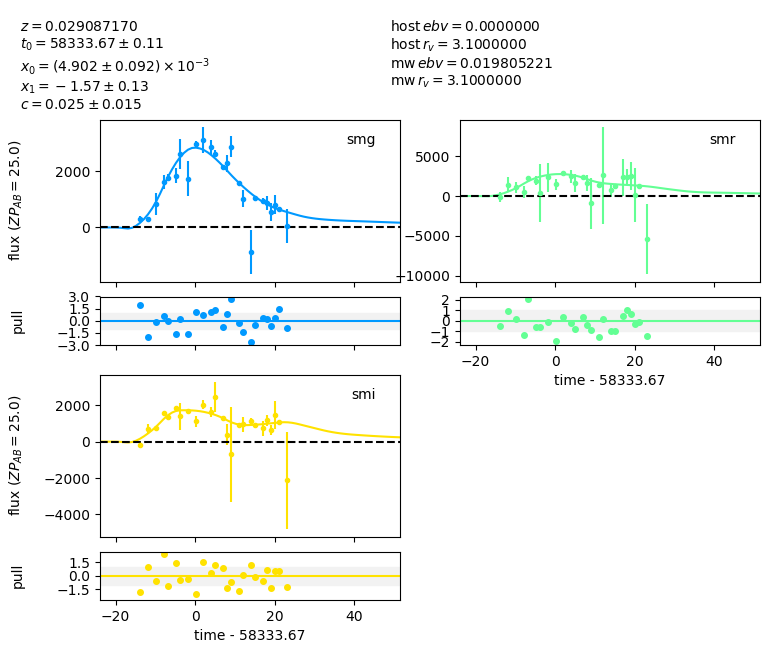 z = 0.029087170
t₀ = 58333.67 ± 0.11
x₀ = (4.902 ± 0.092) × 10⁻³
x₁ = −1.57 ± 0.13
c = 0.025 ± 0.015
host ebv = 0.0000000
host r_v = 3.1000000
mw ebv = 0.019805221
mw r_v = 3.1000000
flux (ZP_AB = 25.0)
2000
0
smg
5000
0
−5000
−10000
smr
pull
3.0
1.5
0.0
−1.5
−3.0
2
1
0
−1
−2
−20
0
20
40
time - 58333.67
flux (ZP_AB = 25.0)
2000
0
−2000
−4000
smi
pull
1.5
0.0
−1.5
−20
0
20
40
time - 58333.67